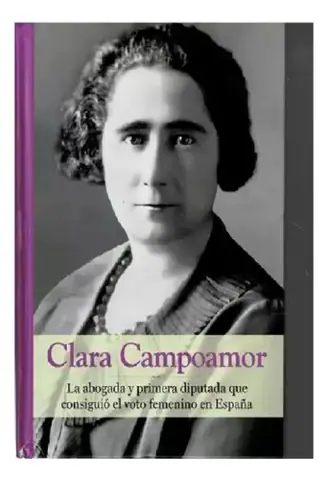 Clara Campoamor
La abogada y primera diputada que
consiguió el voto femenino en España